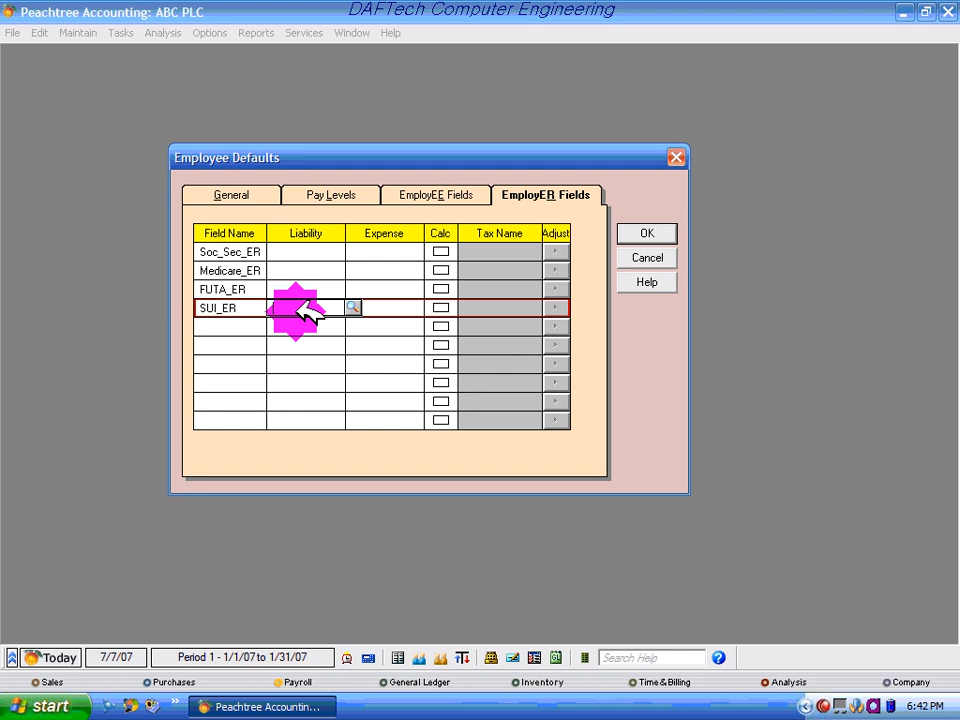 Peachtree Accounting: ABC PLC
DAFTech Computer Engineering
File Edit Maintain Tasks Analysis Options Reports Services Window Help
Employee Defaults
General Pay Levels EmployEE Fields EmployER Fields
Field Name Liability Expense Calc Tax Name Adjust
Soc_Sec_ER
Medicare_ER
FUTA_ER
SUI_ER
OK
Cancel
Help
Today 7/7/07 Period 1 - 1/1/07 to 1/31/07 Search Help
Sales Purchases Payroll General Ledger Inventory Time & Billing Analysis Company
start Peachtree Accountin... 6:42 PM